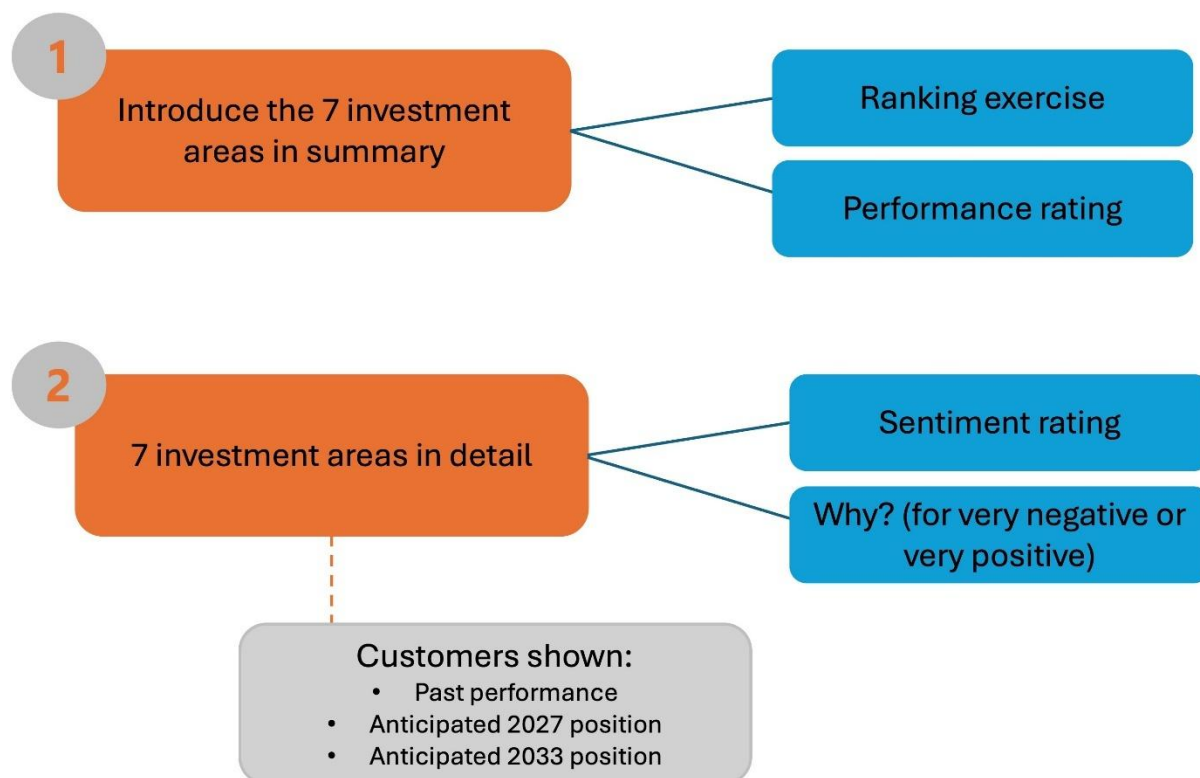 1
Introduce the 7 investment
areas in summary
Ranking exercise
Performance rating
2
7 investment areas in detail
Sentiment rating
Why? (for very negative or
very positive)
Customers shown:
• Past performance
• Anticipated 2027 position
• Anticipated 2033 position